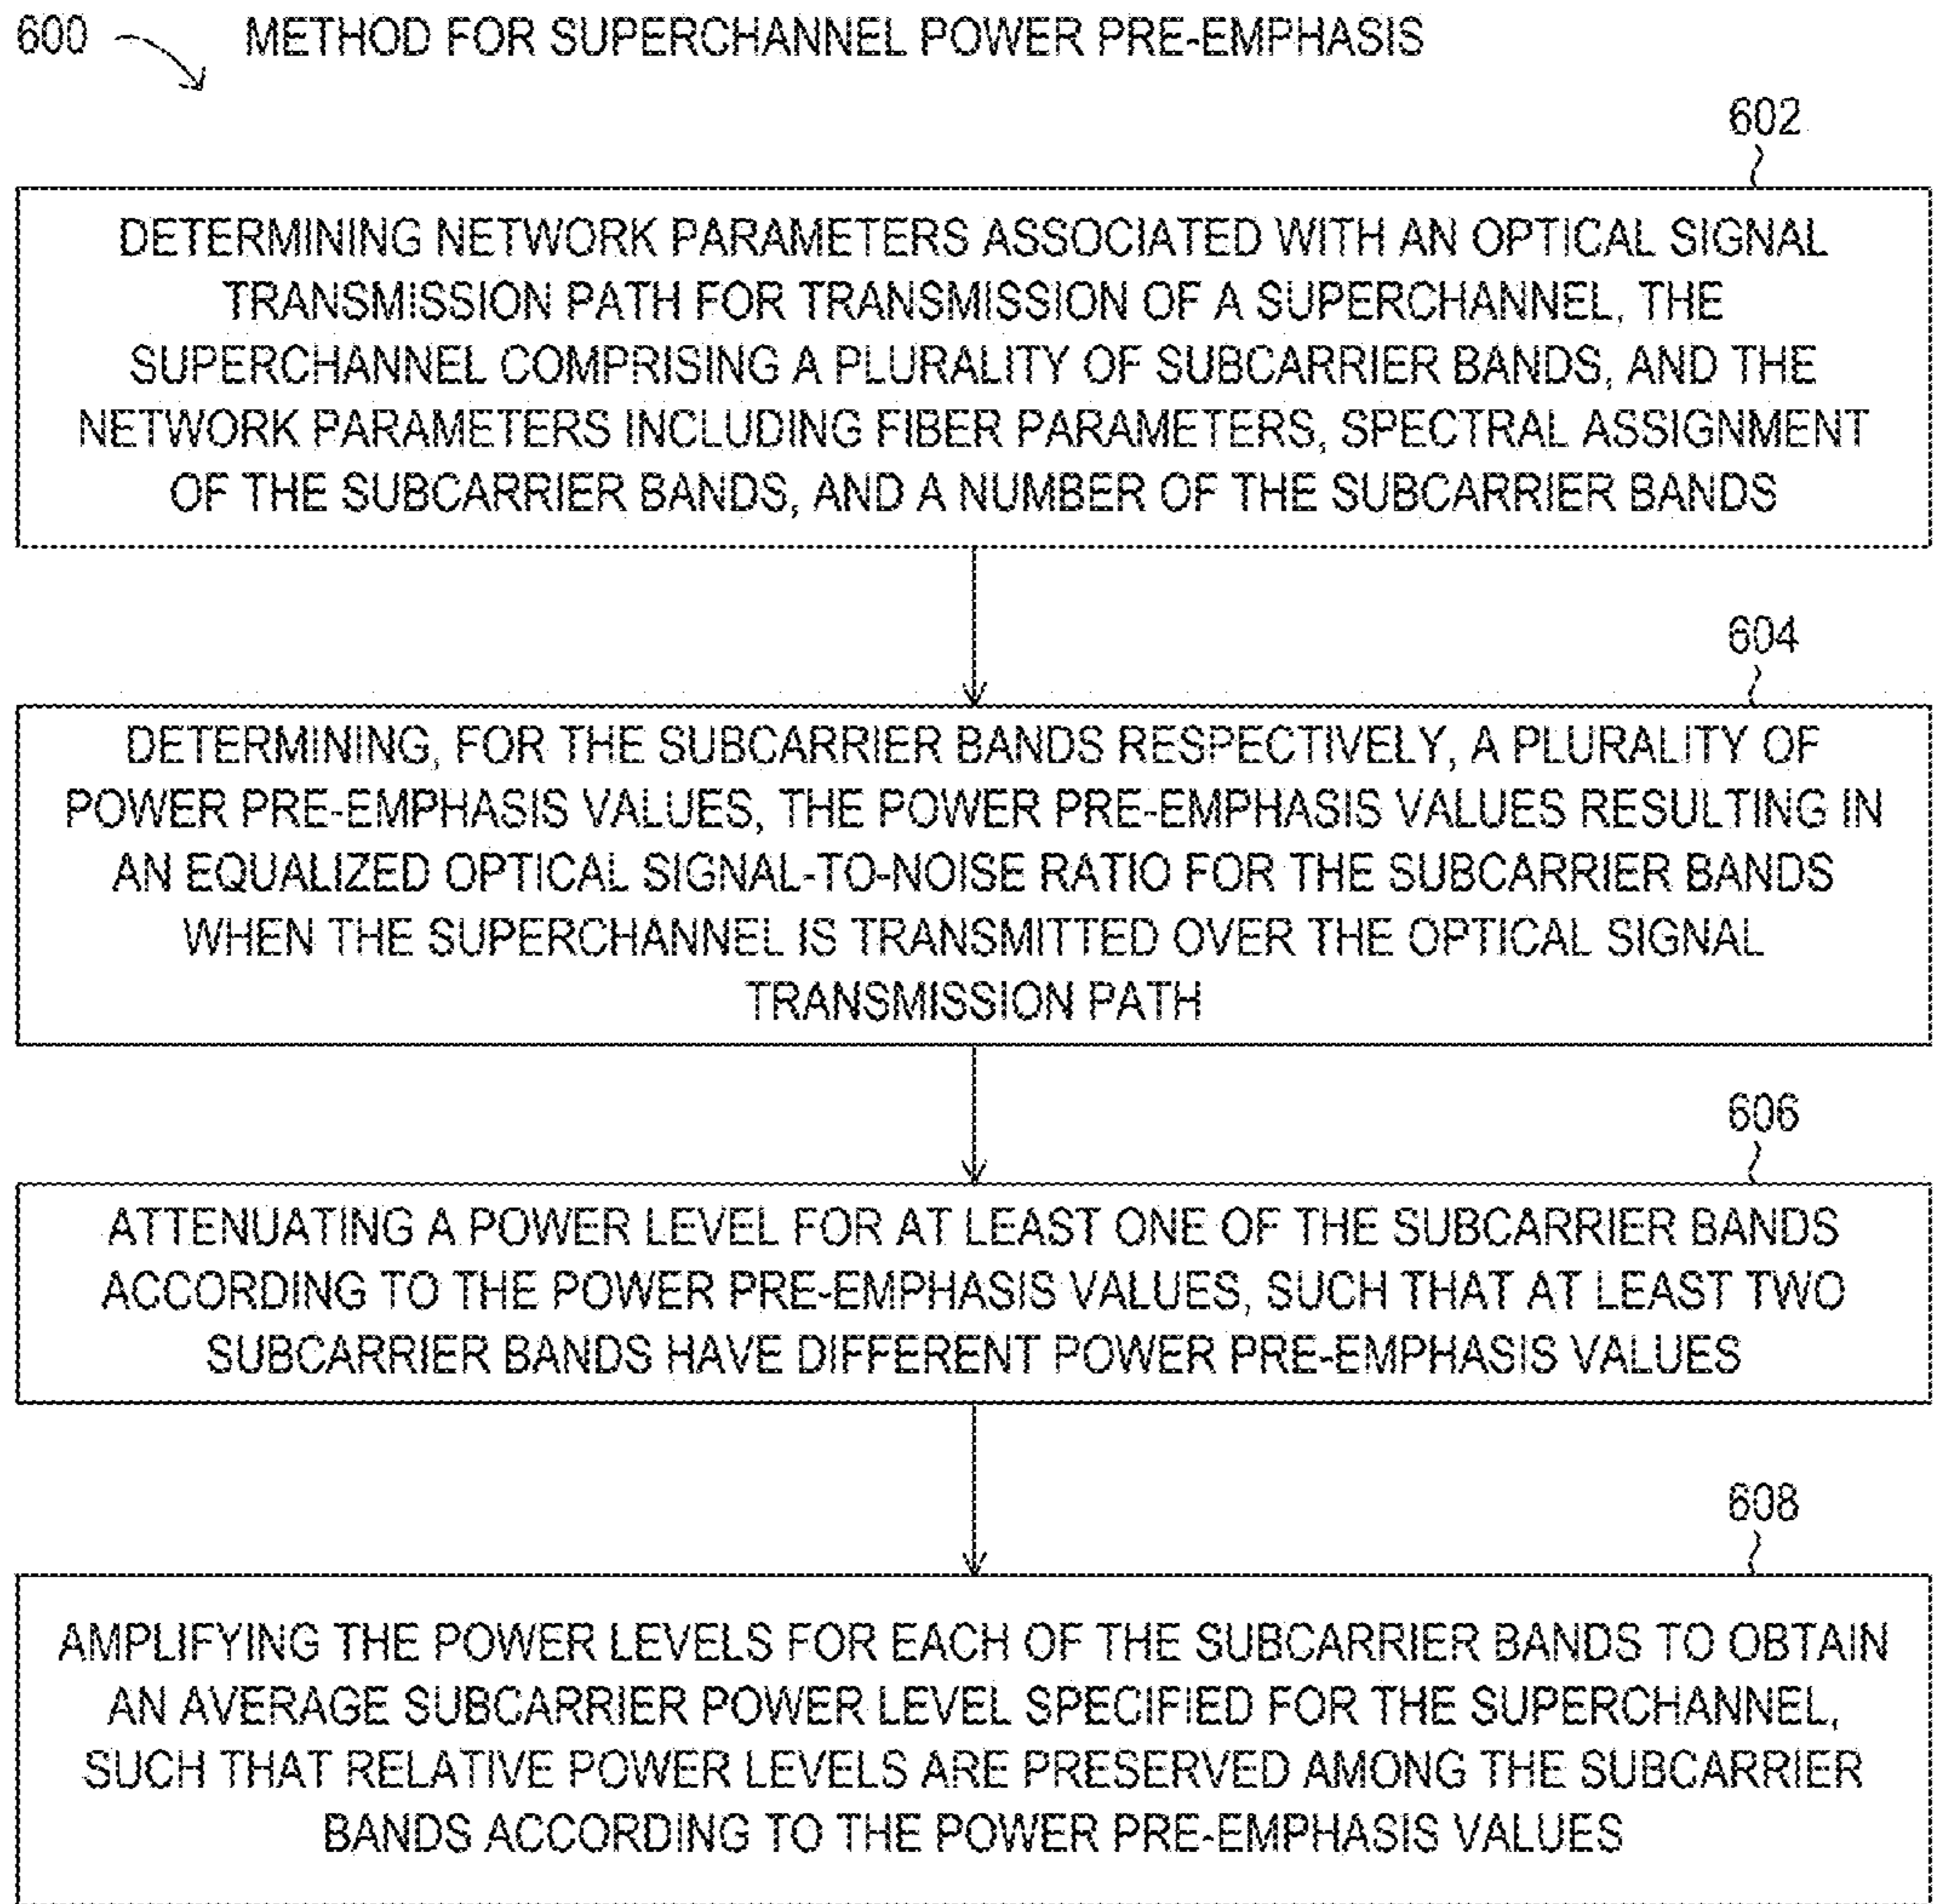 600 METHOD FOR SUPERCHANNEL POWER PRE-EMPHASIS
602
DETERMINING NETWORK PARAMETERS ASSOCIATED WITH AN OPTICAL SIGNAL
TRANSMISSION PATH FOR TRANSMISSION OF A SUPERCHANNEL, THE
SUPERCHANNEL COMPRISING A PLURALITY OF SUBCARRIER BANDS, AND THE
NETWORK PARAMETERS INCLUDING FIBER PARAMETERS, SPECTRAL ASSIGNMENT
OF THE SUBCARRIER BANDS, AND A NUMBER OF THE SUBCARRIER BANDS
604
DETERMINING, FOR THE SUBCARRIER BANDS RESPECTIVELY, A PLURALITY OF
POWER PRE-EMPHASIS VALUES, THE POWER PRE-EMPHASIS VALUES RESULTING IN
AN EQUALIZED OPTICAL SIGNAL-TO-NOISE RATIO FOR THE SUBCARRIER BANDS
WHEN THE SUPERCHANNEL IS TRANSMITTED OVER THE OPTICAL SIGNAL
TRANSMISSION PATH
606
ATTENUATING A POWER LEVEL FOR AT LEAST ONE OF THE SUBCARRIER BANDS
ACCORDING TO THE POWER PRE-EMPHASIS VALUES, SUCH THAT AT LEAST TWO
SUBCARRIER BANDS HAVE DIFFERENT POWER PRE-EMPHASIS VALUES
608
AMPLIFYING THE POWER LEVELS FOR EACH OF THE SUBCARRIER BANDS TO OBTAIN
AN AVERAGE SUBCARRIER POWER LEVEL SPECIFIED FOR THE SUPERCHANNEL,
SUCH THAT RELATIVE POWER LEVELS ARE PRESERVED AMONG THE SUBCARRIER
BANDS ACCORDING TO THE POWER PRE-EMPHASIS VALUES